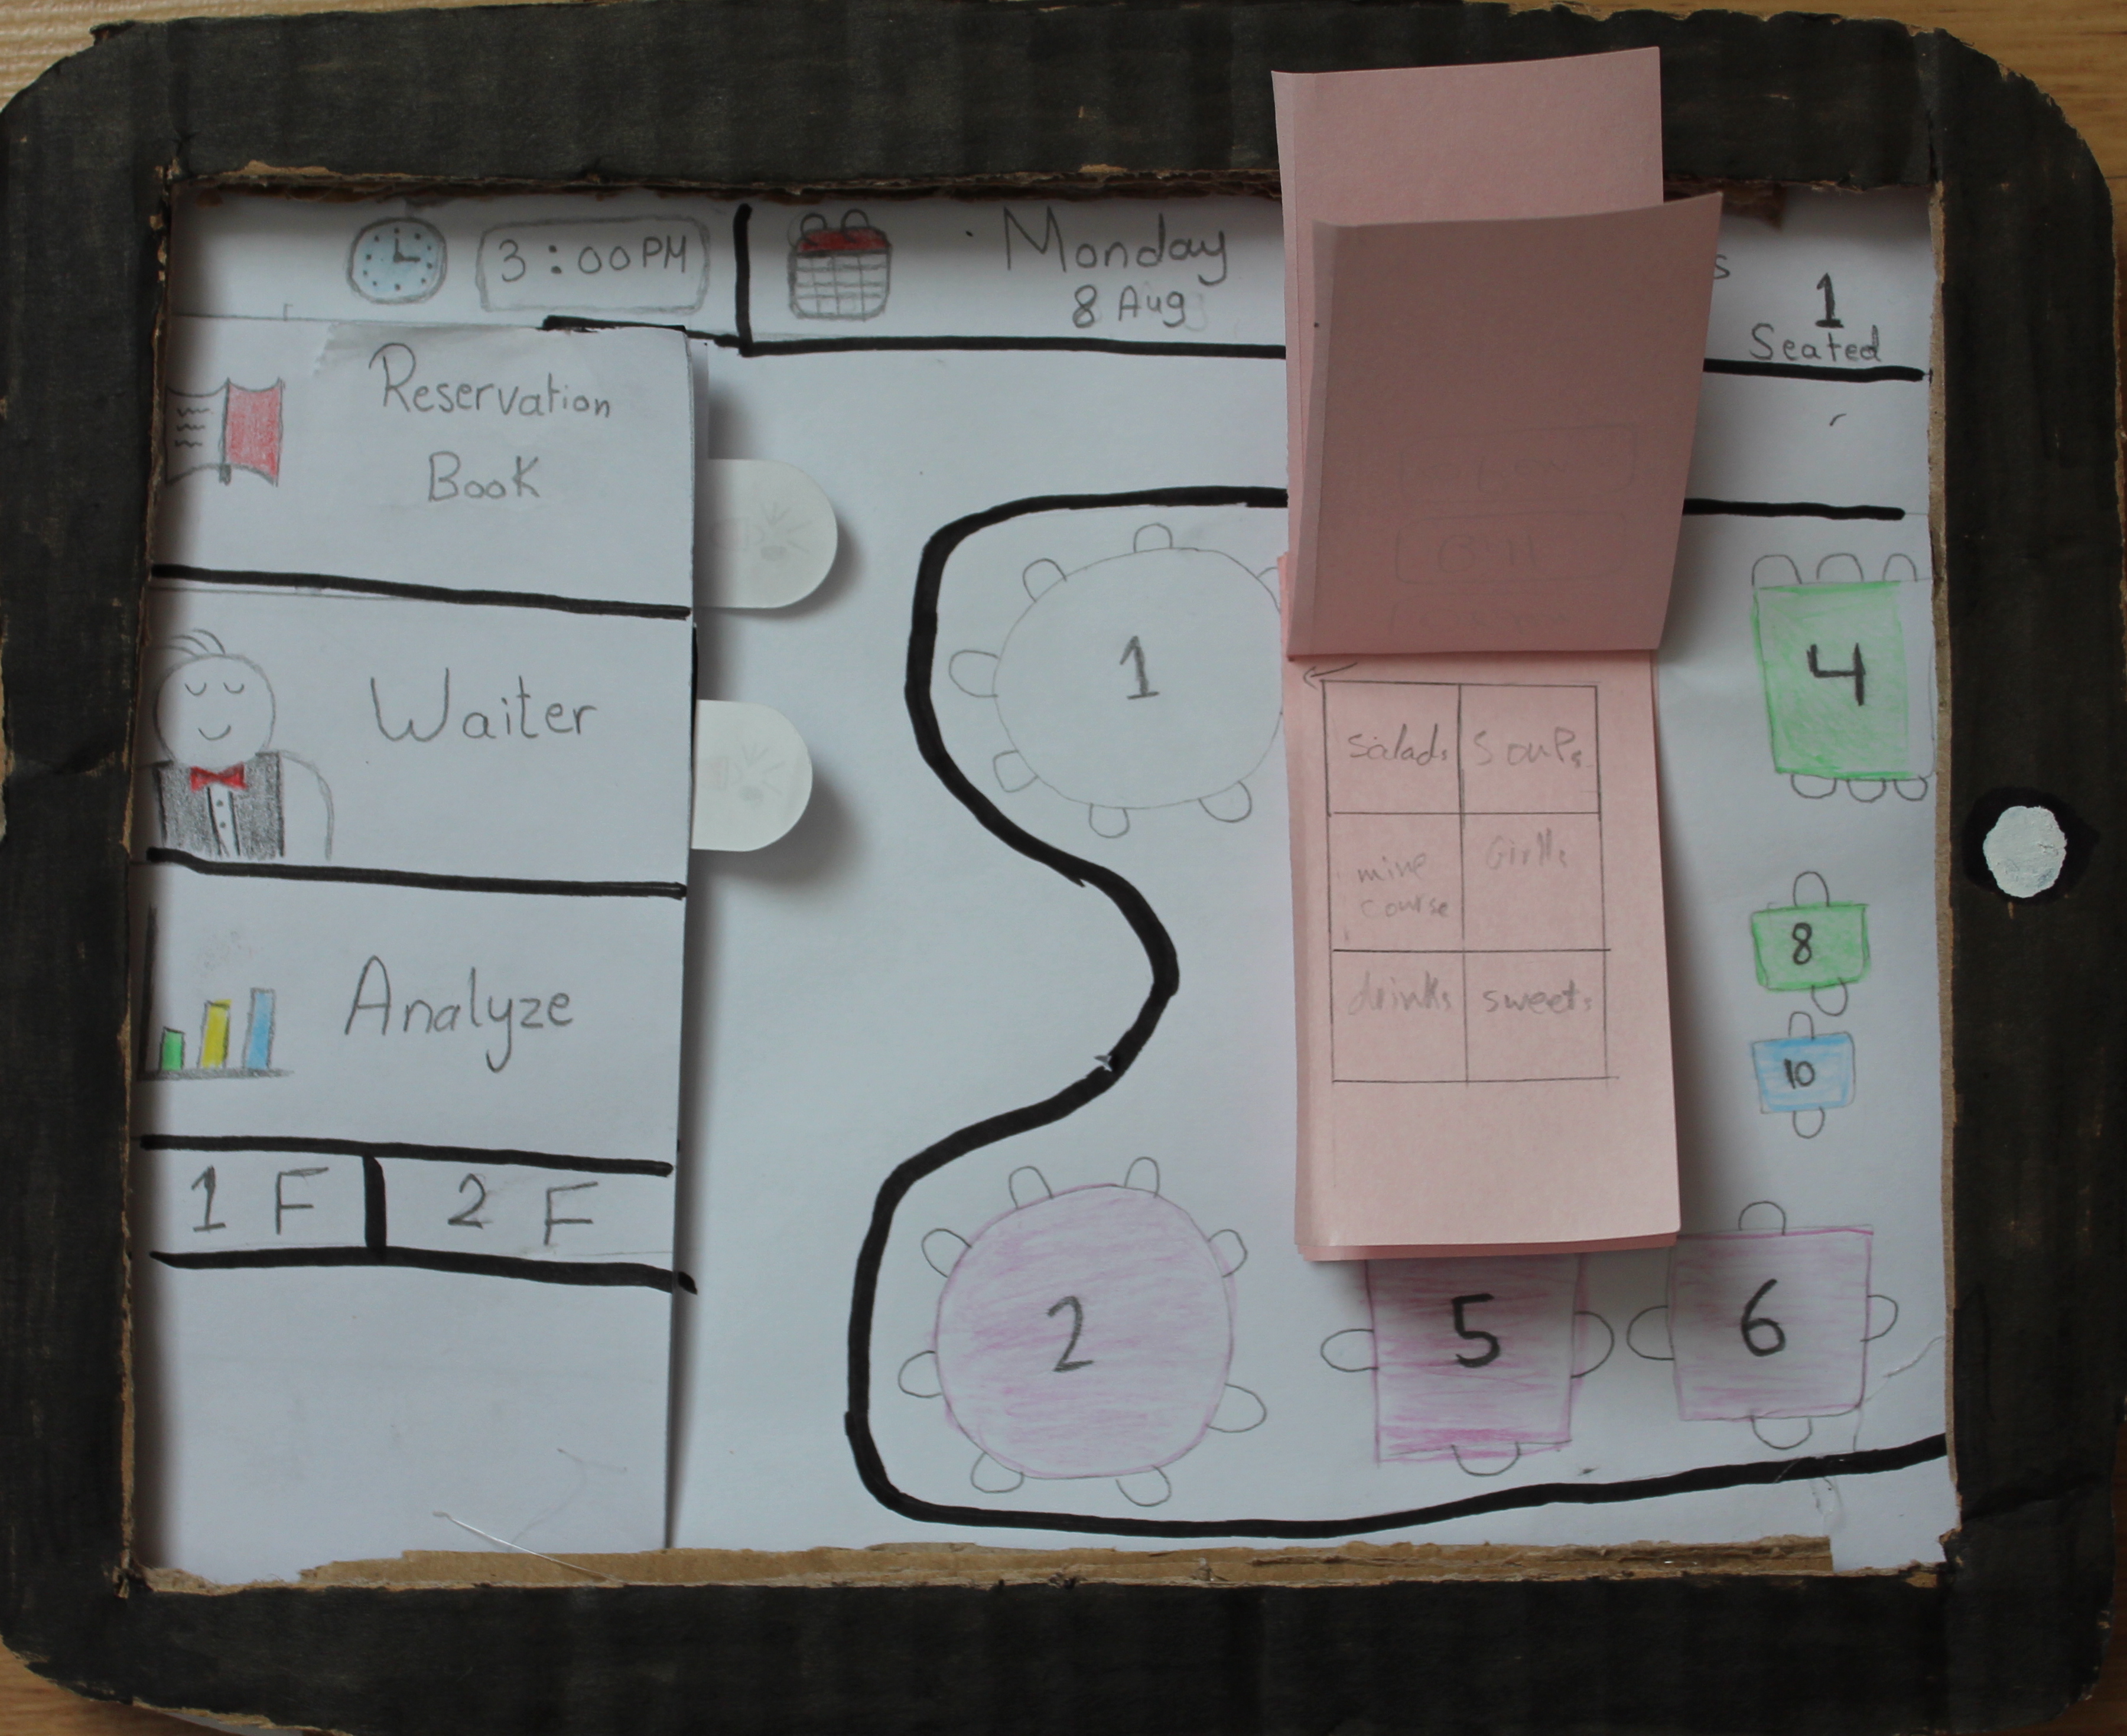 3:00PM
Monday
8 Aug
s
1
Seated
Reservation
Book
Waiter
Analyze
1 F
2 F
1
4
salads
Soups
mine
course
Girlls
drinks
sweets
8
10
2
5
6